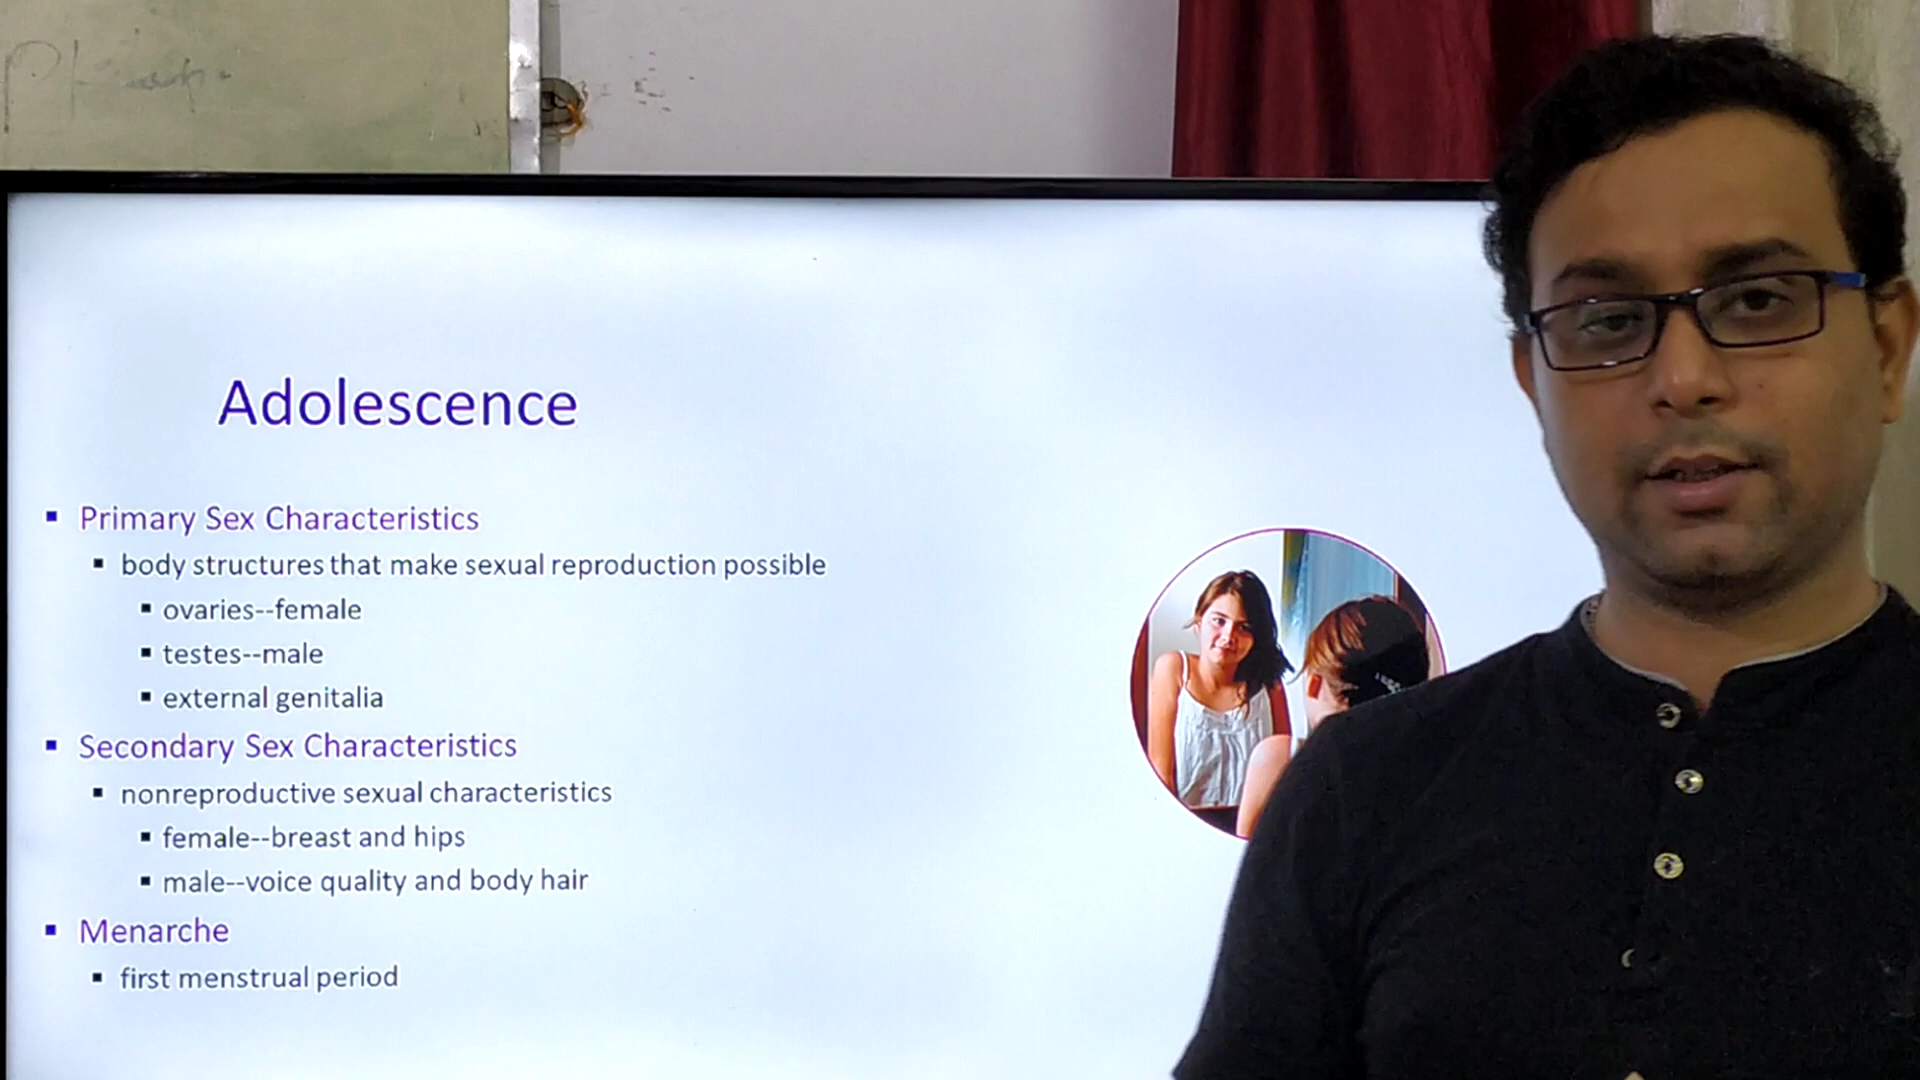 Adolescence
Primary Sex Characteristics
body structures that make sexual reproduction possible
ovaries--female
testes--male
external genitalia
Secondary Sex Characteristics
nonreproductive sexual characteristics
female--breast and hips
male--voice quality and body hair
Menarche
first menstrual period